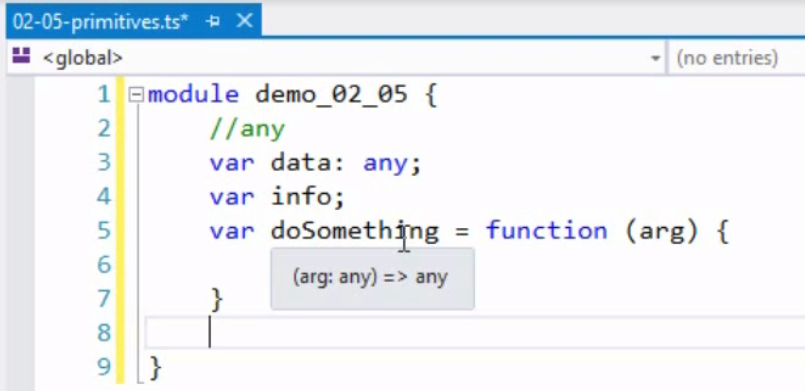 02-05-primitives.ts*
<global> (no entries)
1 module demo_02_05 {
2 //any
3 var data: any;
4 var info;
5 var doSomething = function (arg) {
6 (arg: any) => any
7 }
8
9 }